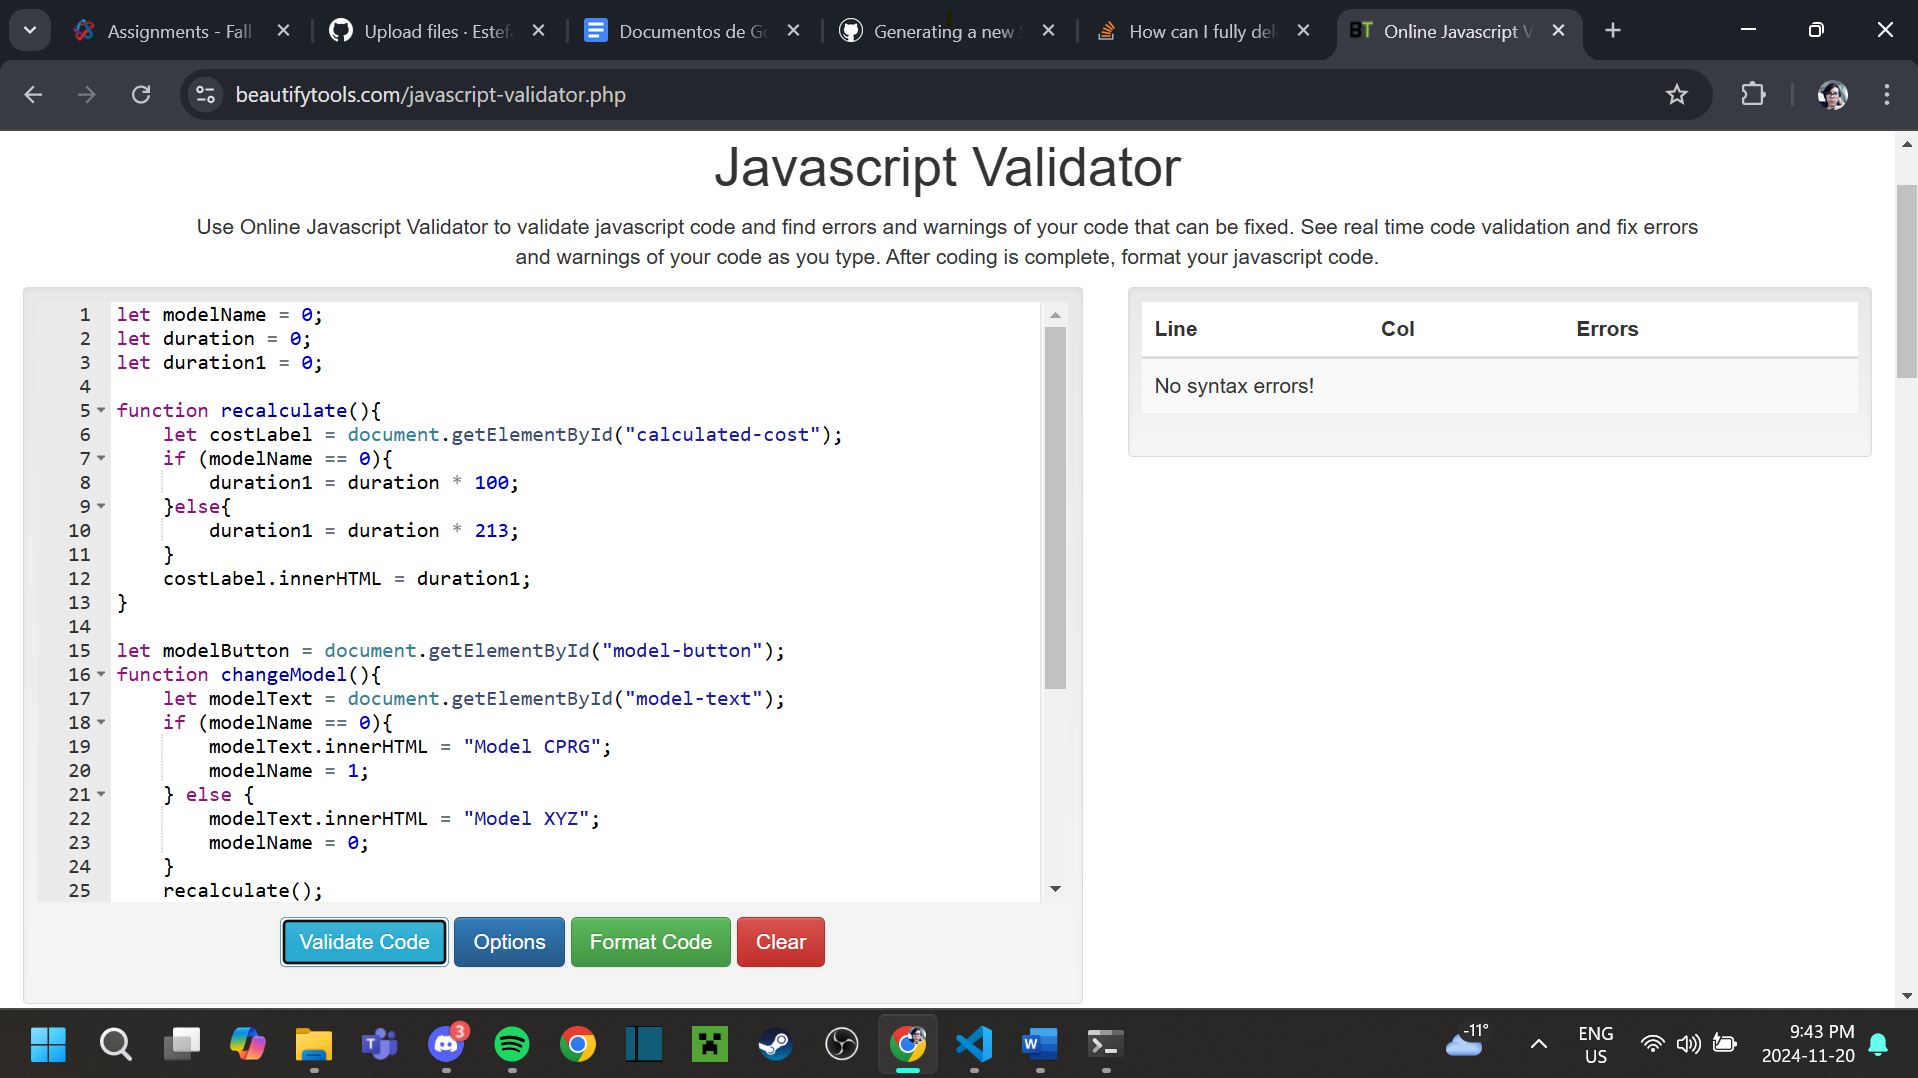 Assignments - Fall
Upload files · Estef
Documentos de Go
Generating a new S
How can I fully del
BT Online Javascript V
beautifytools.com/javascript-validator.php
Javascript Validator
Use Online Javascript Validator to validate javascript code and find errors and warnings of your code that can be fixed. See real time code validation and fix errors
and warnings of your code as you type. After coding is complete, format your javascript code.
1 let modelName = 0;
2 let duration = 0;
3 let duration1 = 0;
4
5 function recalculate(){
6 let costLabel = document.getElementById("calculated-cost");
7 if (modelName == 0){
8 duration1 = duration * 100;
9 }else{
10 duration1 = duration * 213;
11 }
12 costLabel.innerHTML = duration1;
13 }
14
15 let modelButton = document.getElementById("model-button");
16 function changeModel(){
17 let modelText = document.getElementById("model-text");
18 if (modelName == 0){
19 modelText.innerHTML = "Model CPRG";
20 modelName = 1;
21 } else {
22 modelText.innerHTML = "Model XYZ";
23 modelName = 0;
24 }
25 recalculate();
Validate Code Options Format Code Clear
Line Col Errors
No syntax errors!
3
-11°
ENG
US
9:43 PM
2024-11-20